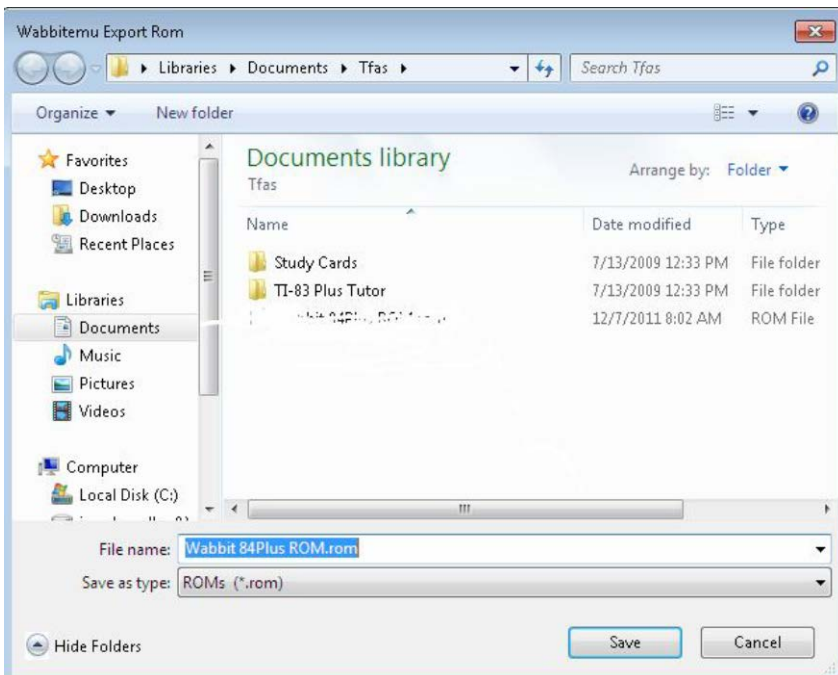 Wabbitemu Export Rom
Libraries Documents Tfas
Search Tfas
Organize New folder
Favorites
Desktop
Downloads
Recent Places
Libraries
Documents
Music
Pictures
Videos
Computer
Local Disk (C:)
Documents library
Tfas
Arrange by: Folder
Name Date modified Type
Study Cards 7/13/2009 12:33 PM File folder
TI-83 Plus Tutor 7/13/2009 12:33 PM File folder
12/7/2011 8:02 AM ROM File
File name: Wabbit 84Plus ROM.rom
Save as type: ROMs (*.rom)
Hide Folders
Save Cancel